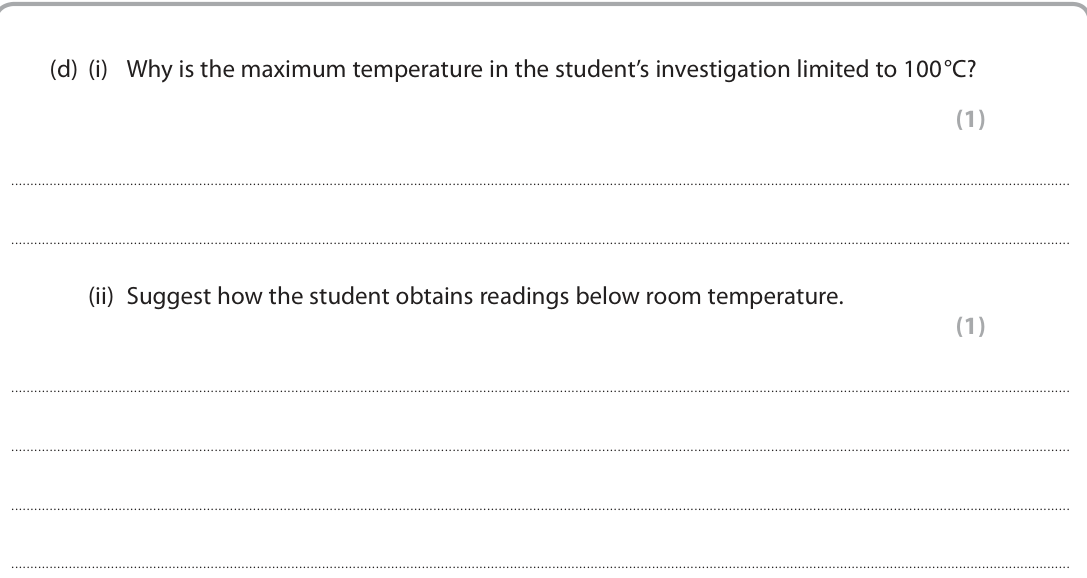 (d) (i) Why is the maximum temperature in the student’s investigation limited to 100 °C?
(1)
(ii) Suggest how the student obtains readings below room temperature.
(1)